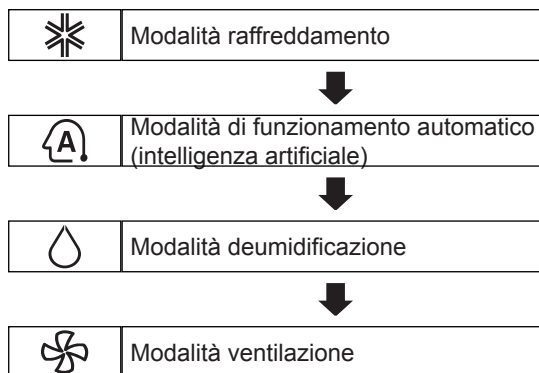 Modalità raffreddamento
A
Modalità di funzionamento automatico
(intelligenza artificiale)
Modalità deumidificazione
Modalità ventilazione